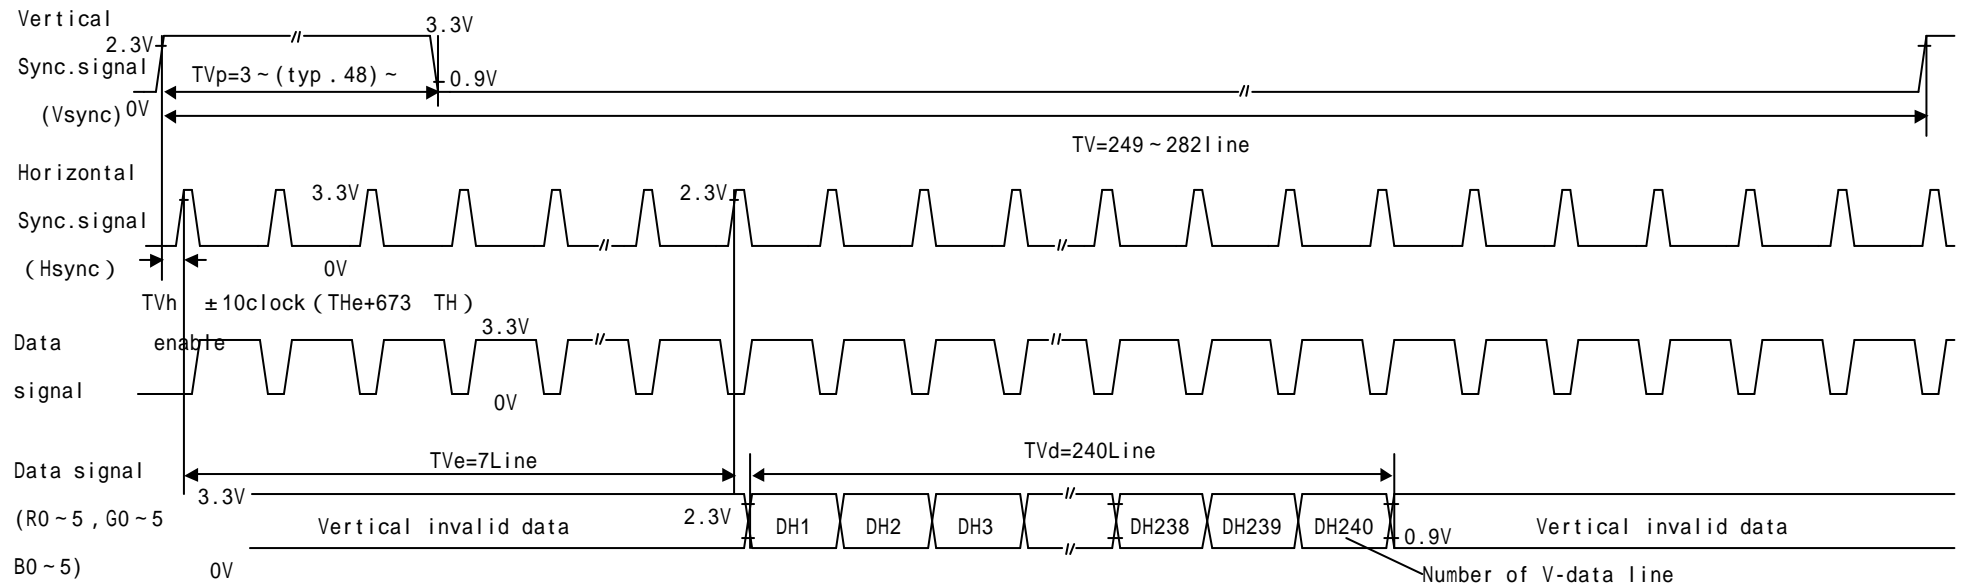 Vertical
3.3V
2.3V
Sync.signal
TVp=3~(typ.48)~
0.9V
(Vsync) 0V
TV=249~282line
Horizontal
3.3V
2.3V
Sync.signal
(Hsync)
0V
TVh ±10clock(THe+673 TH)
3.3V
Data enable
signal
0V
TVd=240Line
TVe=7Line
Data signal
3.3V
(R0~5,G0~5
Vertical invalid data
2.3V
DH1
DH2
DH3
DH238
DH239
DH240
0.9V
Vertical invalid data
B0~5)
0V
Number of V-data line